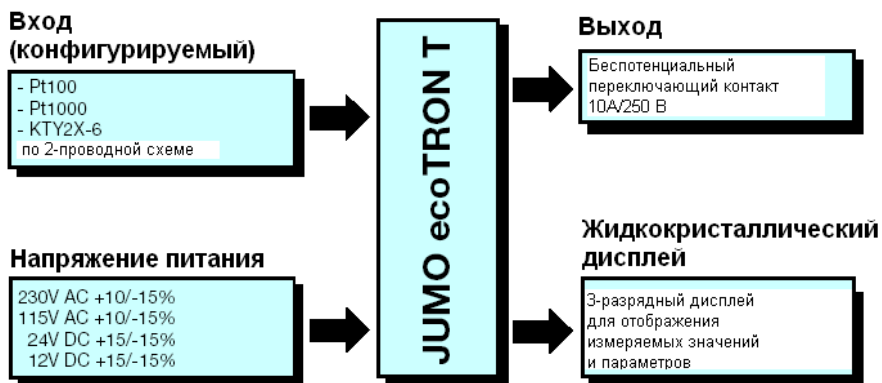 Вход
(конфигурируемый)
- Pt100
- Pt1000
- KTY2X-6
по 2-проводной схеме
Напряжение питания
230V AC +10/-15%
115V AC +10/-15%
24V DC +15/-15%
12V DC +15/-15%
JUMO ecoTRON T
Выход
Беспотенциальный
переключающий контакт
10A/250 В
Жидкокристаллический
дисплей
3-разрядный дисплей
для отображения
измеряемых значений
и параметров